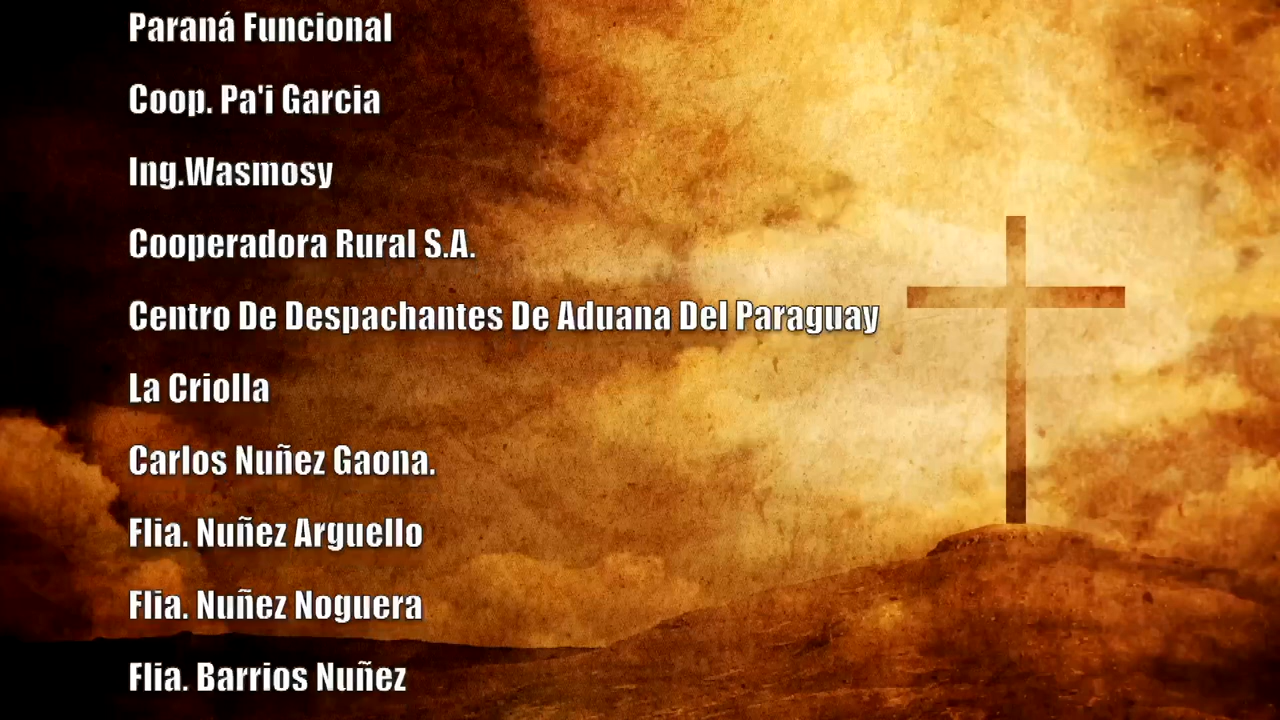 Paraná Funcional
Coop. Pa'i Garcia
Ing.Wasmosy
Cooperadora Rural S.A.
Centro De Despachantes De Aduana Del Paraguay
La Criolla
Carlos Nuñez Gaona.
Flia. Nuñez Arguello
Flia. Nuñez Noguera
Flia. Barrios Nuñez